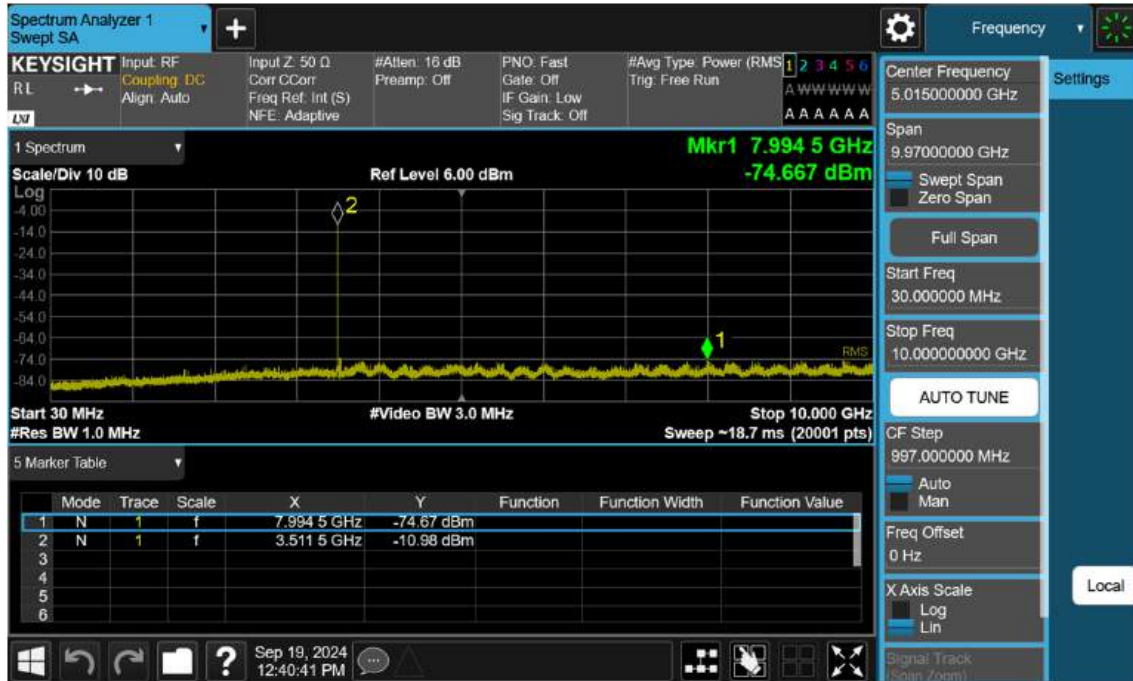 Spectrum Analyzer 1
Swept SA
Frequency
KEYSIGHT
RL
LXI
Input: RF
Coupling: DC
Align: Auto
Input Z: 50 Ω
Corr CCorr
Freq Ref: Int (S)
NFE: Adaptive
#Atten: 16 dB
Preamp: Off
PNO: Fast
Gate: Off
IF Gain: Low
Sig Track: Off
#Avg Type: Power (RMS
Trig: Free Run
1 2 3 4 5 6
A W W W W W
A A A A A A
1 Spectrum
Mkr1 7.994 5 GHz
Scale/Div 10 dB
Ref Level 6.00 dBm
-74.667 dBm
Log
-4.00
2
-14.0
-24.0
-34.0
-44.0
-54.0
-64.0
1
RMS
-74.0
-84.0
Start 30 MHz
#Video BW 3.0 MHz
Stop 10.000 GHz
#Res BW 1.0 MHz
Sweep ~18.7 ms (20001 pts)
5 Marker Table
Mode Trace Scale X Y Function Function Width Function Value
1 N 1 f 7.994 5 GHz -74.67 dBm
2 N 1 f 3.511 5 GHz -10.98 dBm
3
4
5
6
Sep 19, 2024
12:40:41 PM
Center Frequency
5.015000000 GHz
Settings
Span
9.97000000 GHz
Swept Span
Zero Span
Full Span
Start Freq
30.000000 MHz
Stop Freq
10.000000000 GHz
AUTO TUNE
CF Step
997.000000 MHz
Auto
Man
Freq Offset
0 Hz
X Axis Scale
Log
Lin
Local
Signal Track
(Span Zoom)